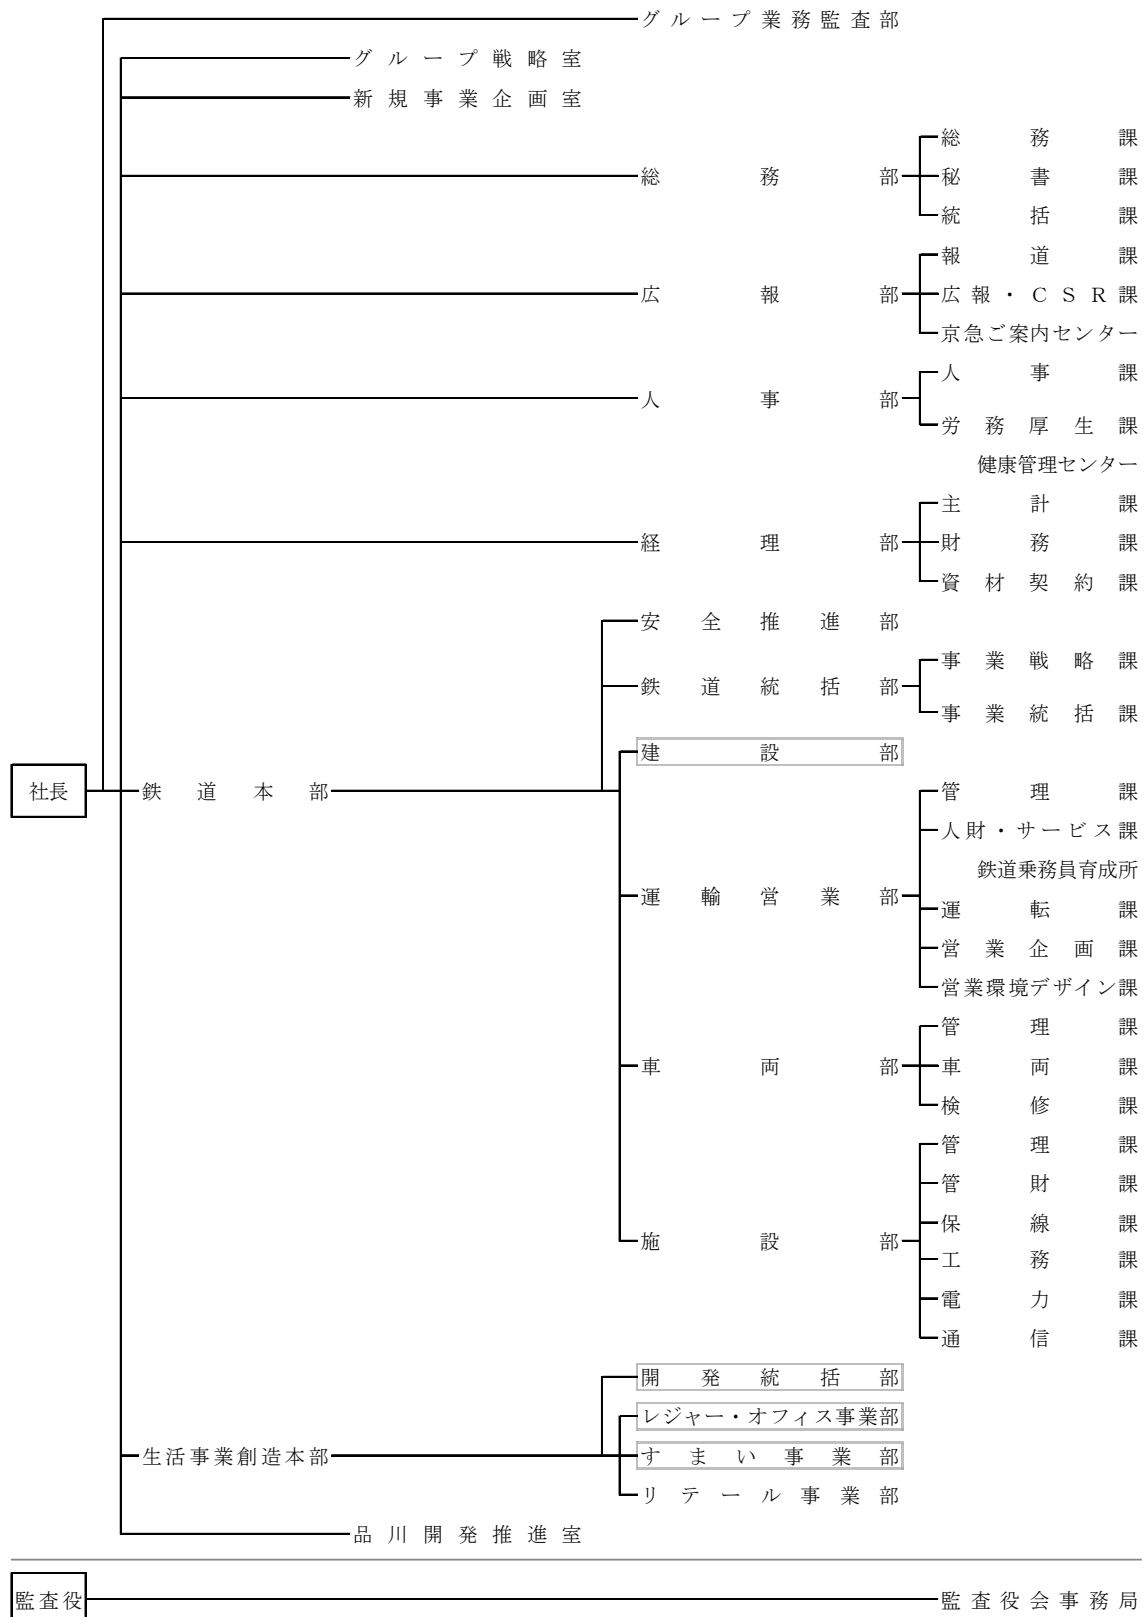 グループ業務監査部
グループ戦略室
新規事業企画室
総務課
総務部 秘書課
統括課
報道課
広報部 広報・CSR課
京急ご案内センター
人事課
人事部
労務厚生課
健康管理センター
主計課
経理部 財務課
資材契約課
安全推進部
事業戦略課
鉄道統括部
事業統括課
建設部
社長 鉄道本部 管理課
人財・サービス課
鉄道乗務員育成所
運輸営業部
運転課
営業企画課
営業環境デザイン課
管理課
車両部 車両課
検修課
管理課
管財課
保線課
施設部
工務課
電力課
通信課
開発統括部
レジャー・オフィス事業部
生活事業創造本部 すまい事業部
リテール事業部
品川開発推進室
監査役 監査役会事務局